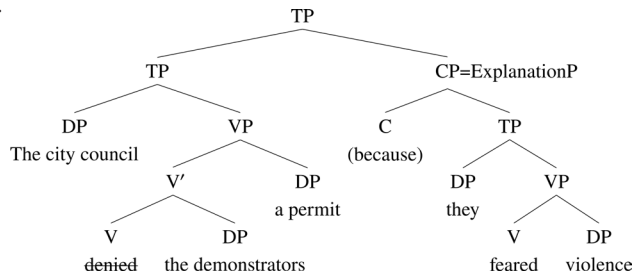 TP
TP CP=ExplanationP
DP VP C TP
The city council (because)
V′ DP DP VP
a permit they
V DP V DP
denied the demonstrators feared violence